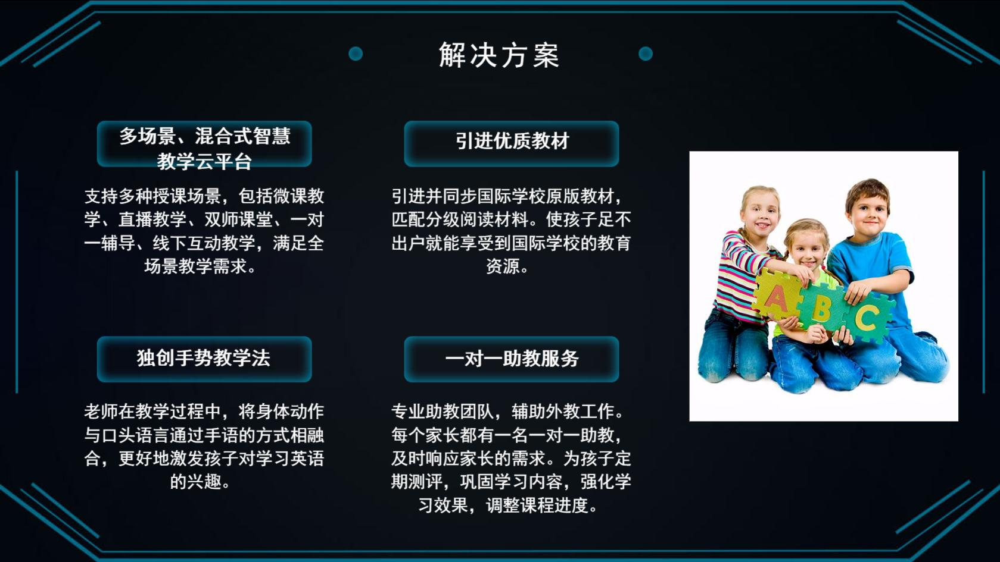 解决方案
多场景、混合式智慧
教学云平台
支持多种授课场景，包括微课教
学、直播教学、双师课堂、一对
一辅导、线下互动教学，满足全
场景教学需求。
引进优质教材
引进并同步国际学校原版教材，
匹配分级阅读材料。使孩子足不
出户就能享受到国际学校的教育
资源。
独创手势教学法
老师在教学过程中，将身体动作
与口头语言通过手语的方式相融
合，更好地激发孩子对学习英语
的兴趣。
一对一助教服务
专业助教团队，辅助外教工作。
每个家长都有一名一对一助教，
及时响应家长的需求。为孩子定
期测评，巩固学习内容，强化学
习效果，调整课程进度。
A B C